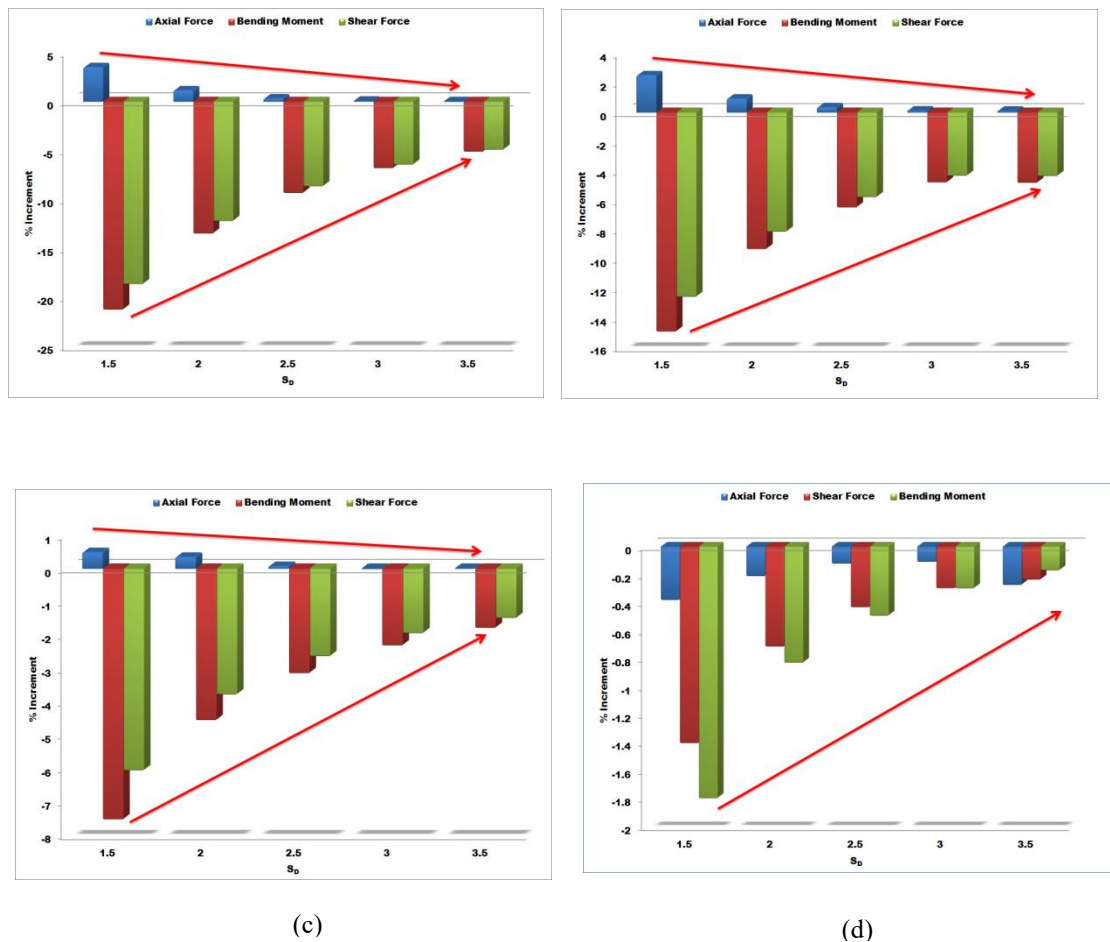 Axial Force Bending Moment Shear Force
5
0
-5
-10
-15
-20
-25
% Increment
1.5 2 2.5 3 3.5
S_D
Axial Force Bending Moment Shear Force
4
2
0
-2
-4
-6
-8
-10
-12
-14
-16
% Increment
1.5 2 2.5 3 3.5
S_D
Axial Force Bending Moment Shear Force
1
0
-1
-2
-3
-4
-5
-6
-7
-8
% Increment
1.5 2 2.5 3 3.5
S_D
(c)
Axial Force Shear Force Bending Moment
0
-0.2
-0.4
-0.6
-0.8
-1
-1.2
-1.4
-1.6
-1.8
-2
% Increment
1.5 2 2.5 3 3.5
S_D
(d)